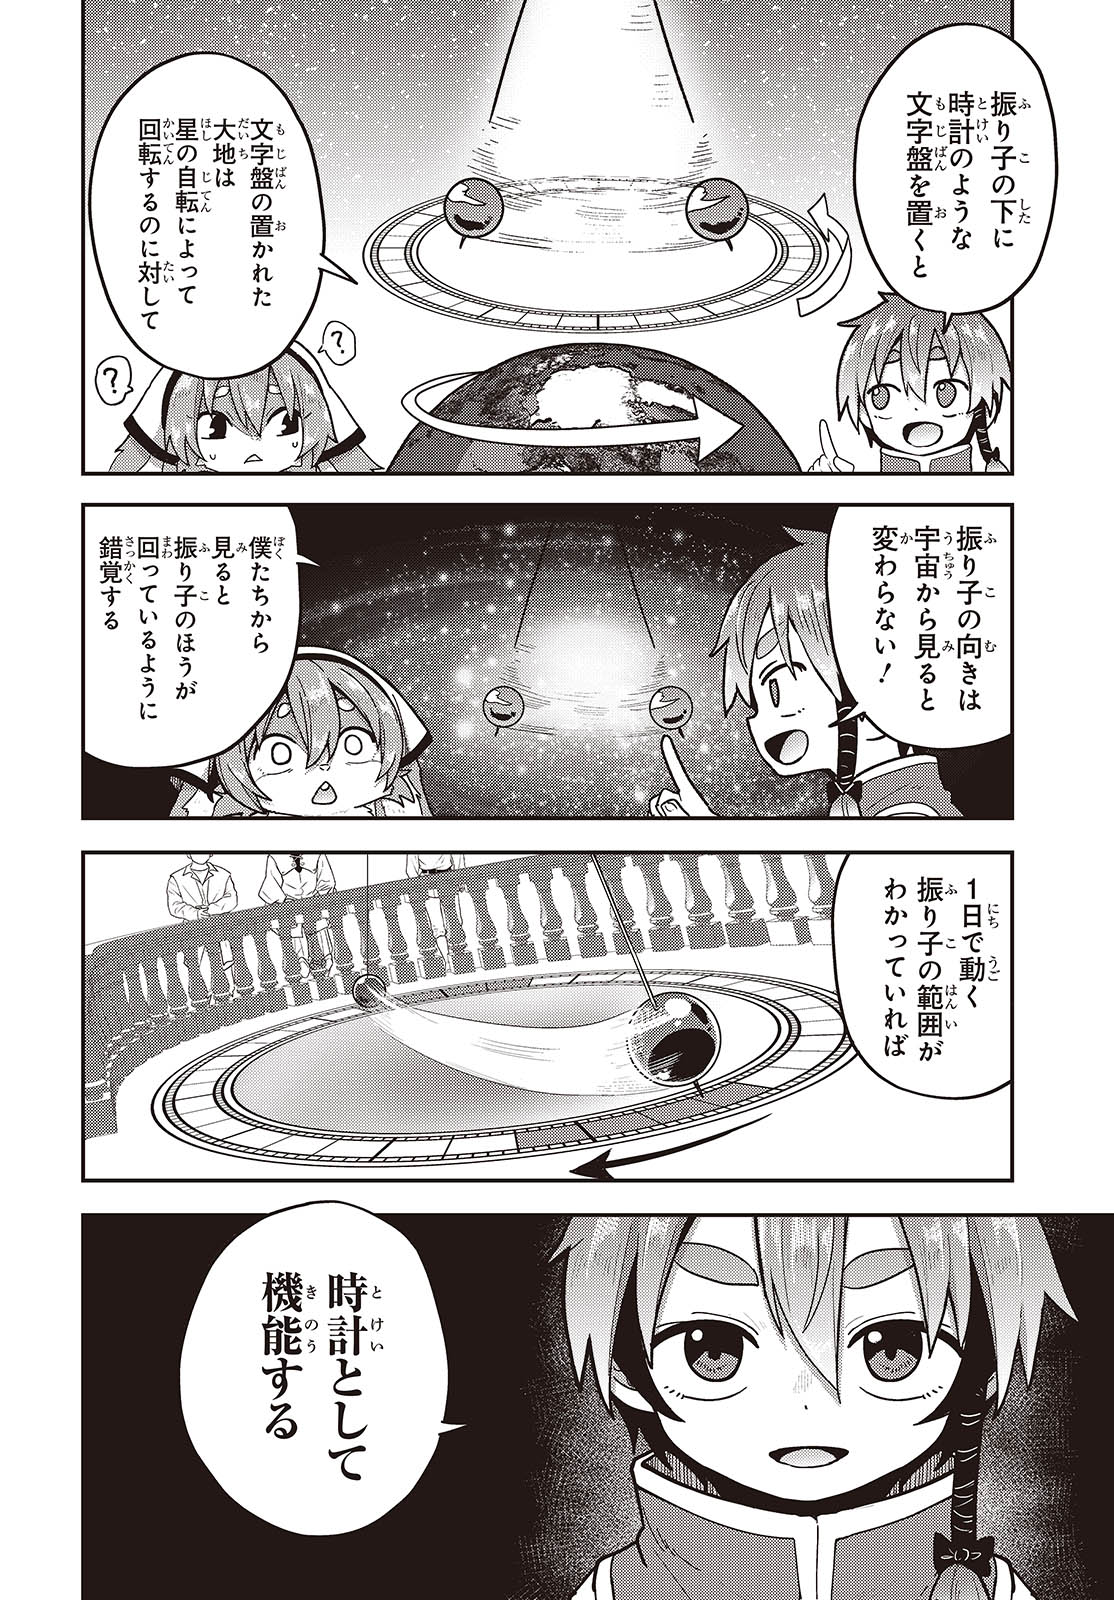 振り子の下に
時計のような
文字盤を置くと
文字盤の置かれた
大地は
星の自転によって
回転するのに対して
?
?
振り子の向きは
宇宙から見ると
変わらない!
僕たちから
見ると
振り子のほうが
回っているように
錯覚する
1日で動く
振り子の範囲が
わかっていれば
時計として
機能する